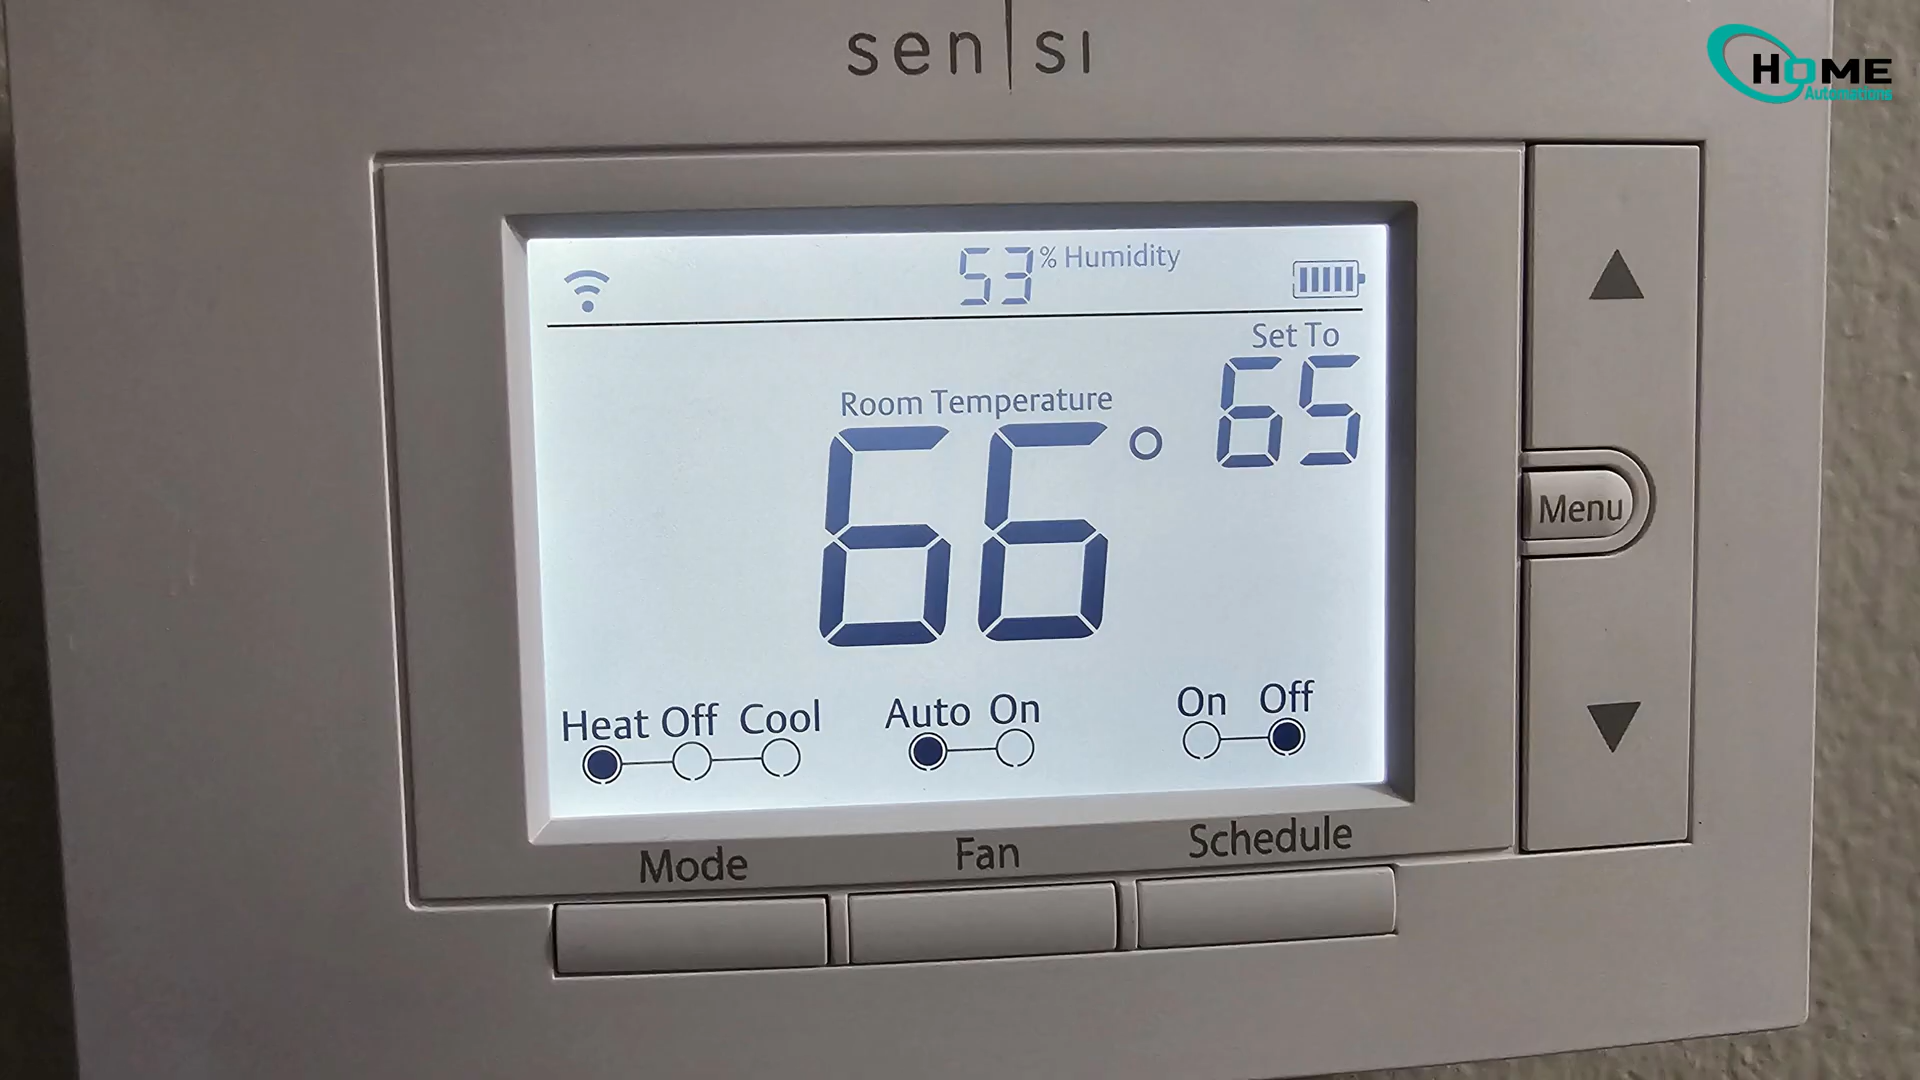 sen|sı
HOME
Automations
53% Humidity
Set To
65
Room Temperature
66°
Heat Off Cool
Auto On
On Off
Menu
Mode
Fan
Schedule